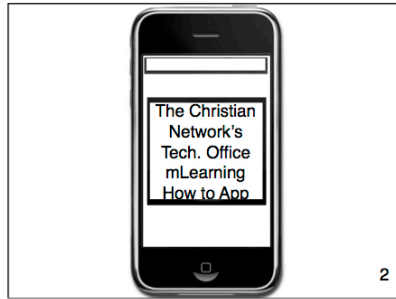 The Christian
Network's
Tech. Office
mLearning
How to App
2